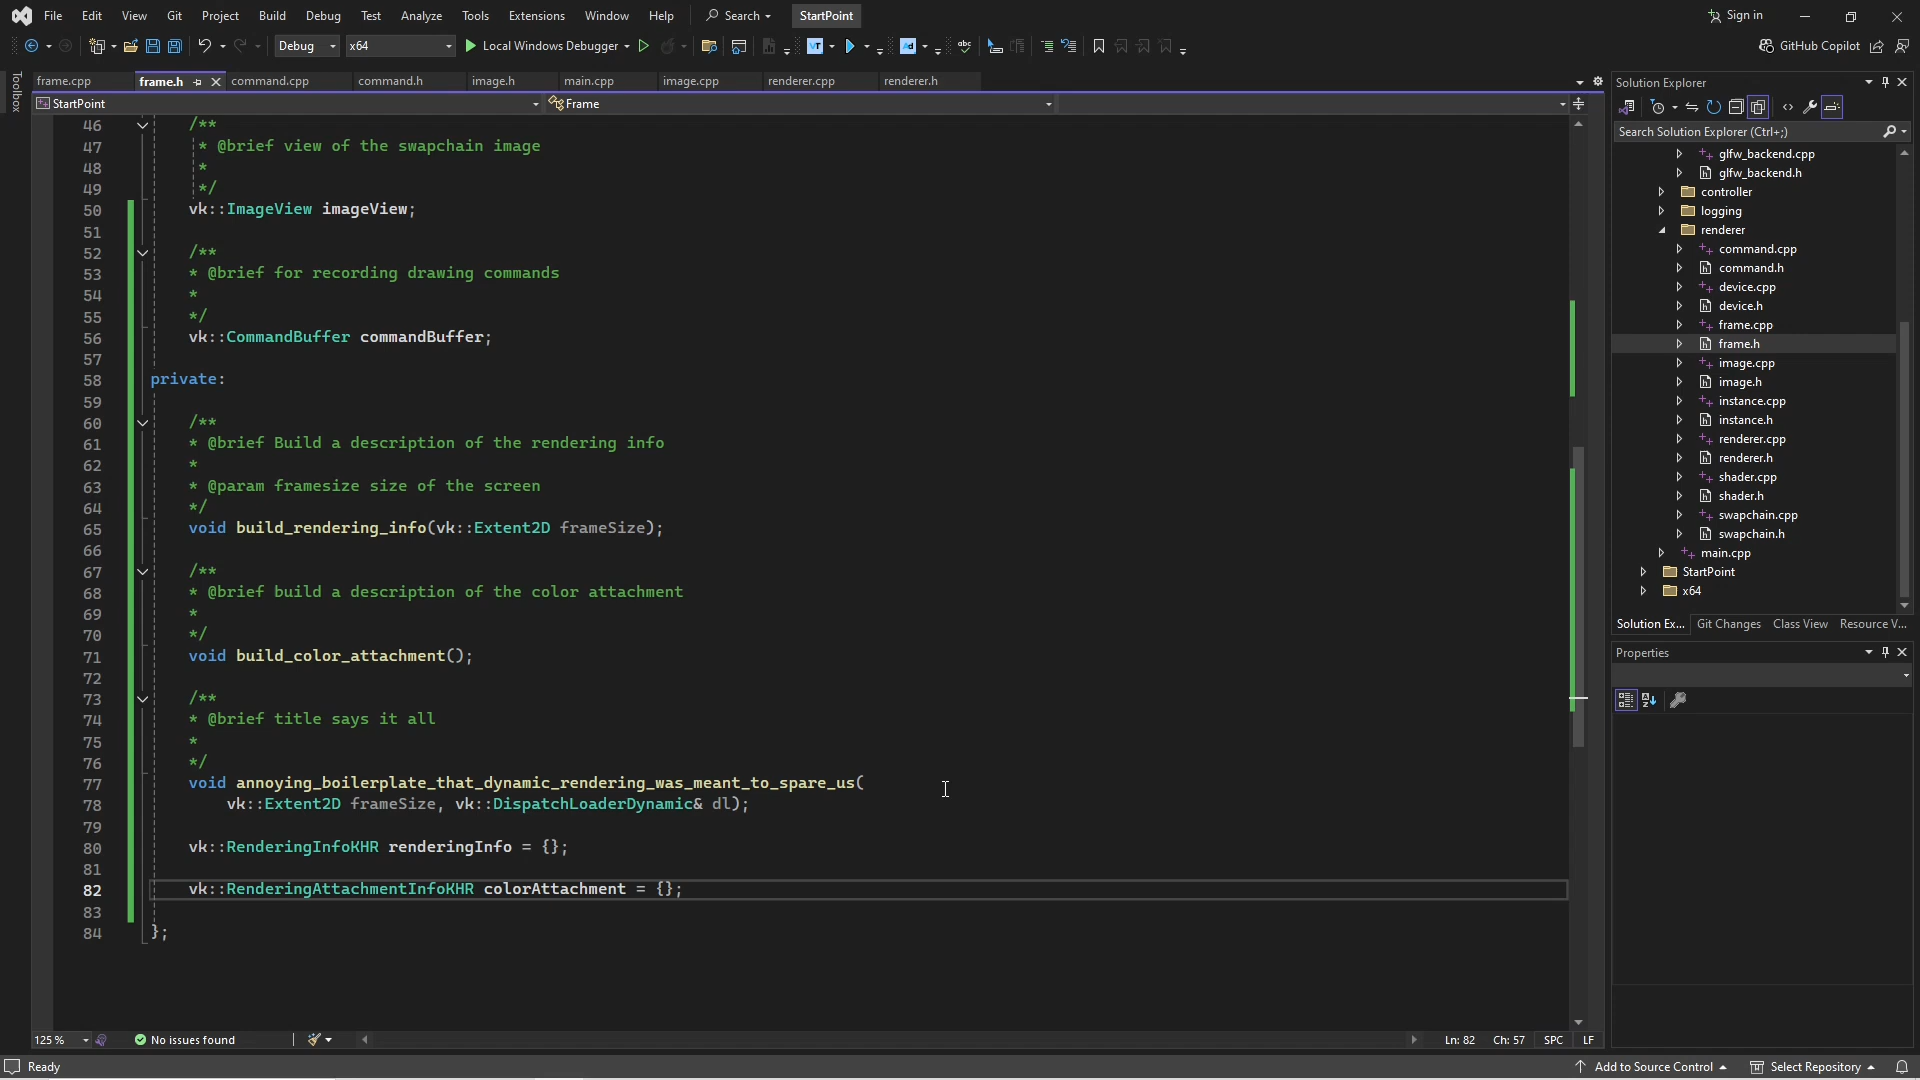 File Edit View Git Project Build Debug Test Analyze Tools Extensions Window Help Search StartPoint Sign in
Debug x64 Local Windows Debugger GitHub Copilot
Toolbox
frame.cpp frame.h command.cpp command.h image.h main.cpp image.cpp renderer.cpp renderer.h
StartPoint Frame
46 /**
47 * @brief view of the swapchain image
48 *
49 */
50 vk::ImageView imageView;
51
52 /**
53 * @brief for recording drawing commands
54 *
55 */
56 vk::CommandBuffer commandBuffer;
57
58 private:
59
60 /**
61 * @brief Build a description of the rendering info
62 *
63 * @param framesize size of the screen
64 */
65 void build_rendering_info(vk::Extent2D frameSize);
66
67 /**
68 * @brief build a description of the color attachment
69 *
70 */
71 void build_color_attachment();
72
73 /**
74 * @brief title says it all
75 *
76 */
77 void annoying_boilerplate_that_dynamic_rendering_was_meant_to_spare_us(
78 vk::Extent2D frameSize, vk::DispatchLoaderDynamic& dl);
79
80 vk::RenderingInfoKHR renderingInfo = {};
81
82 vk::RenderingAttachmentInfoKHR colorAttachment = {};
83
84 };
125 % No issues found Ln: 82 Ch: 57 SPC LF
Solution Explorer
Search Solution Explorer (Ctrl+;)
glfw_backend.cpp
glfw_backend.h
controller
logging
renderer
command.cpp
command.h
device.cpp
device.h
frame.cpp
frame.h
image.cpp
image.h
instance.cpp
instance.h
renderer.cpp
renderer.h
shader.cpp
shader.h
swapchain.cpp
swapchain.h
main.cpp
StartPoint
x64
Solution Ex... Git Changes Class View Resource V...
Properties
Ready Add to Source Control Select Repository